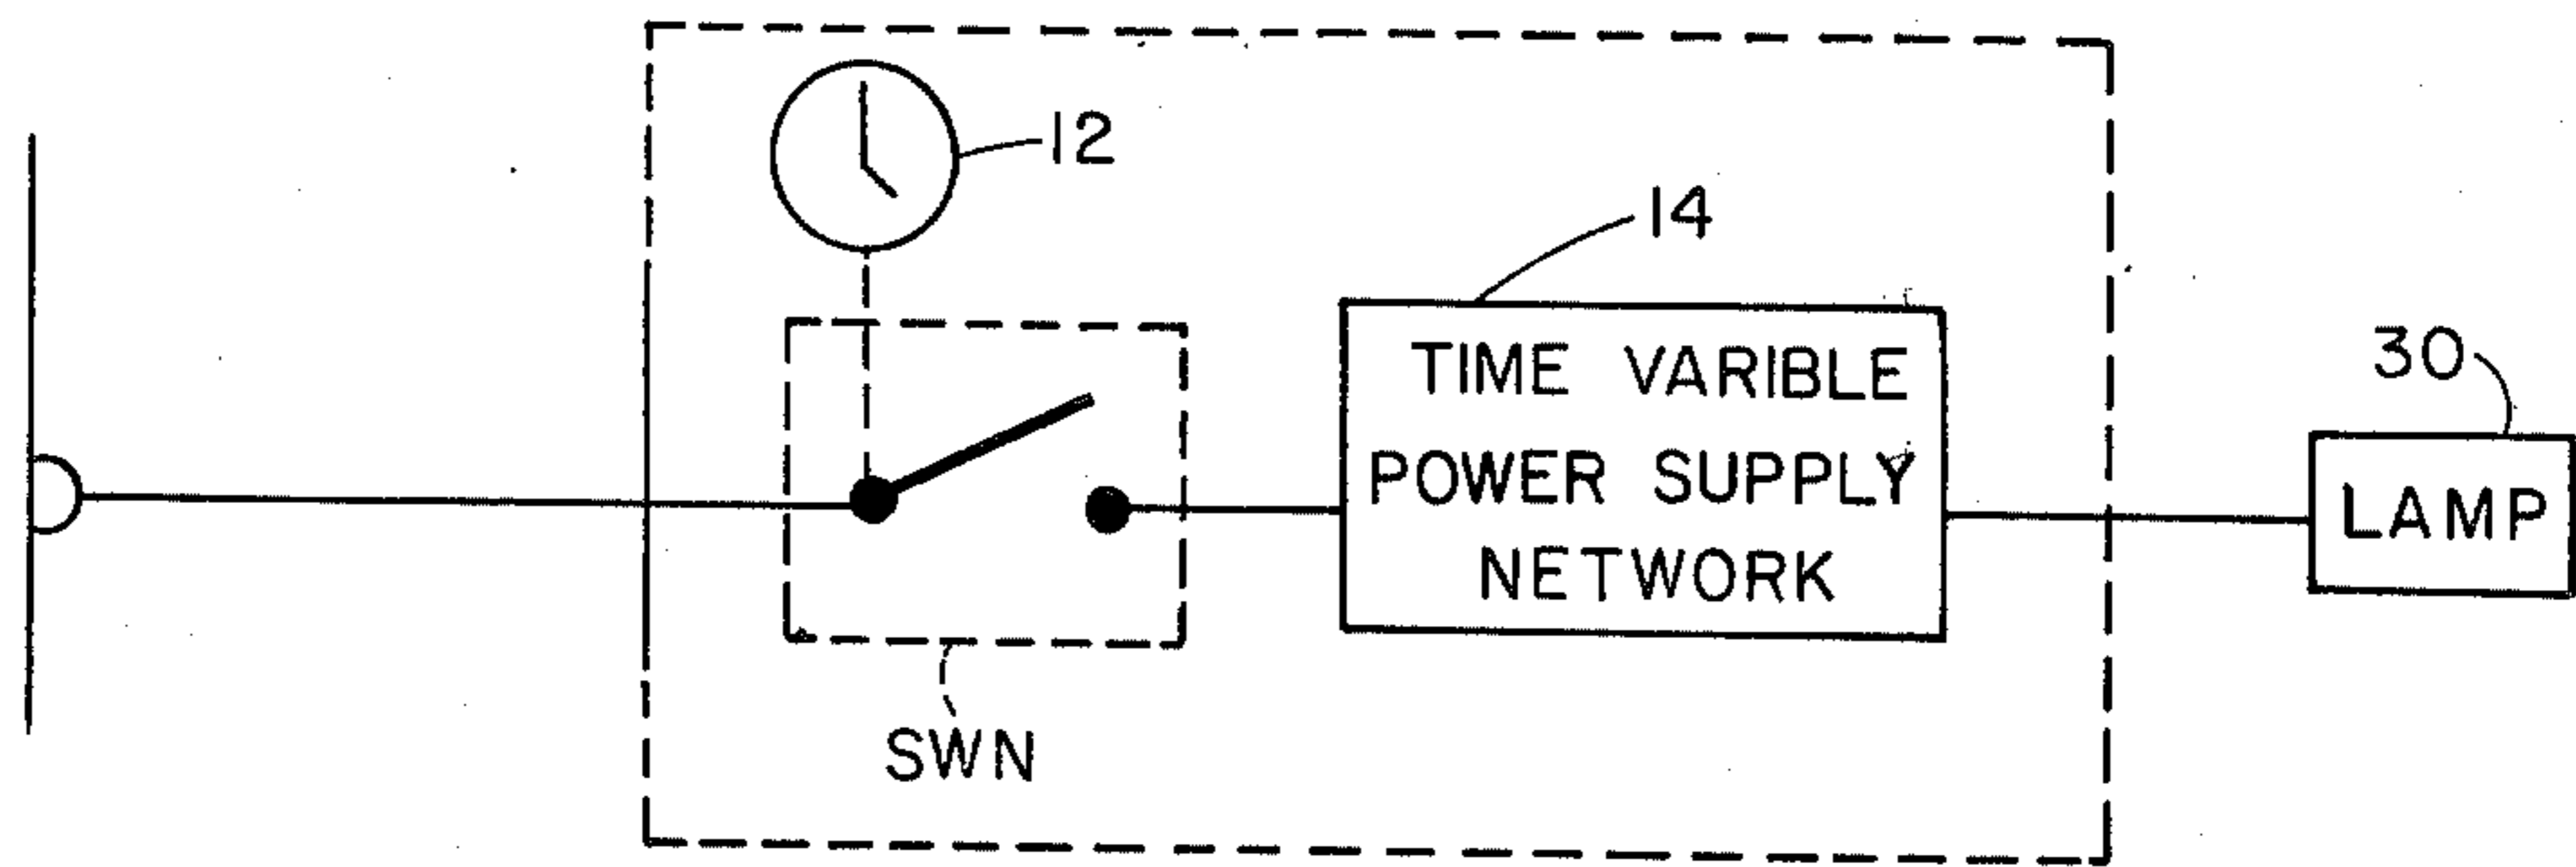 12
14
TIME VARIBLE
POWER SUPPLY
NETWORK
30
LAMP
SWN